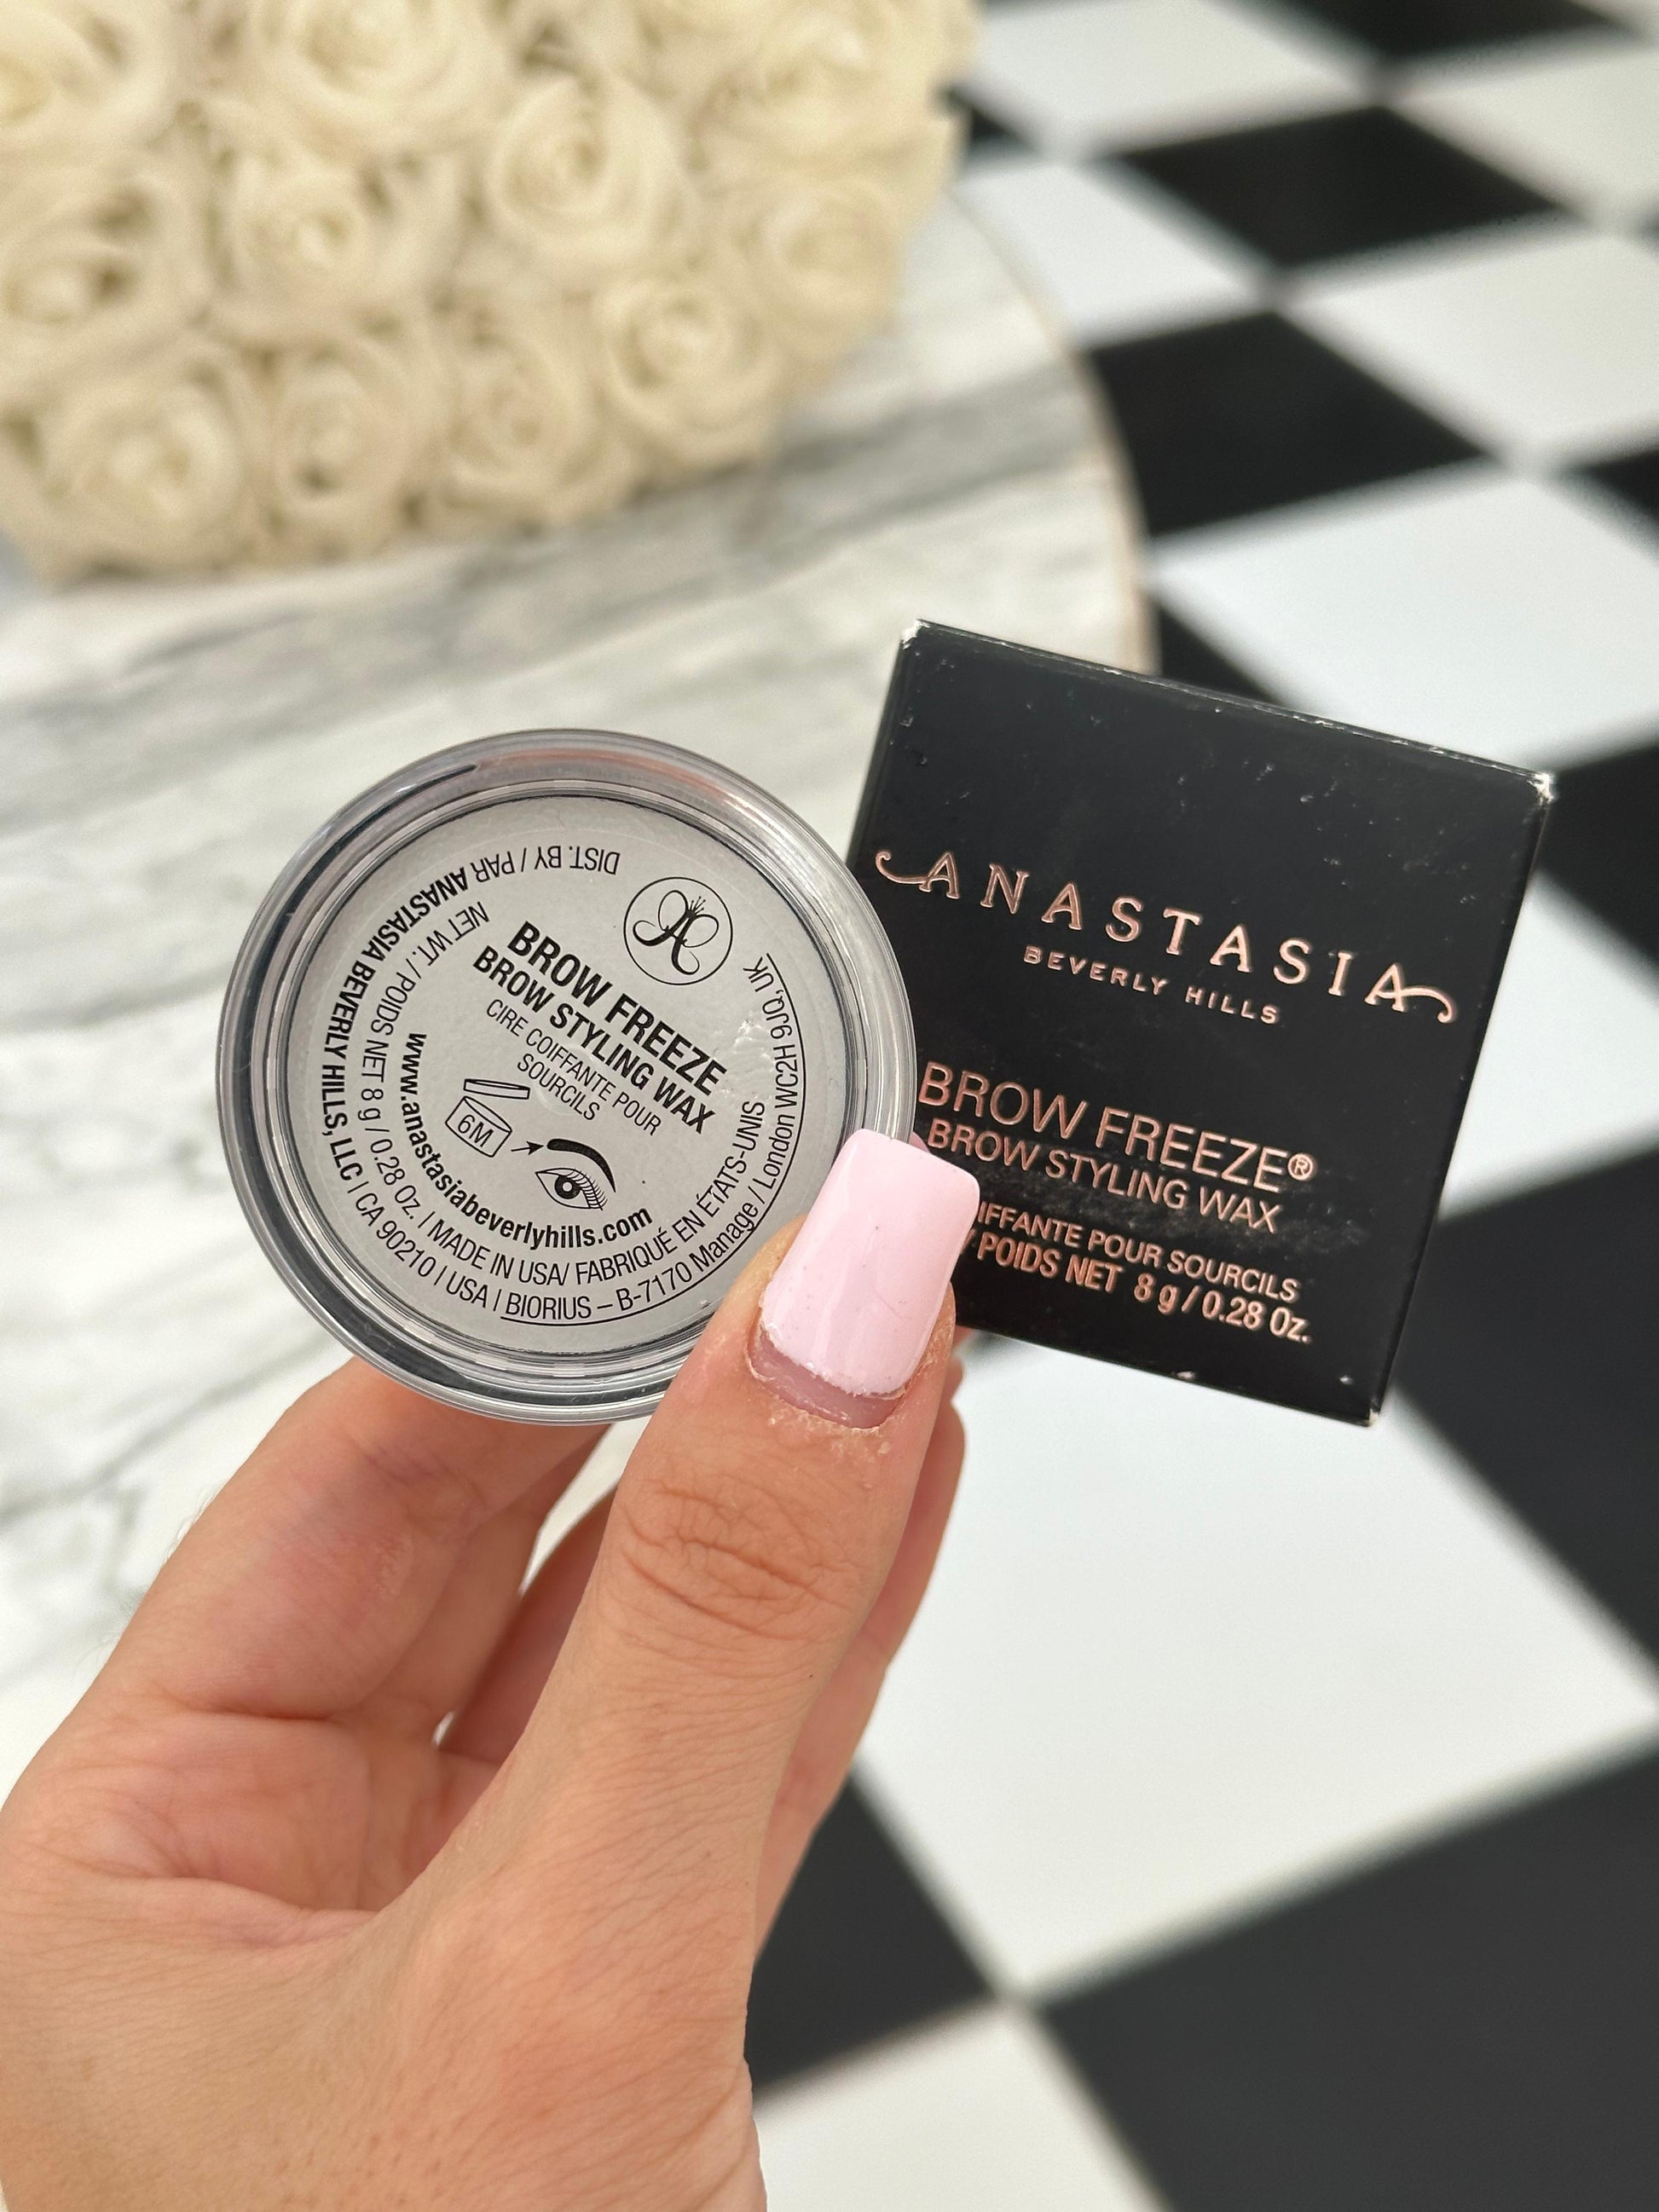 BROW FREEZE
BROW STYLING WAX
CIRE COIFFANTE POUR
SOURCILS
6M
www.anastasiabeverlyhills.com
NET WT. / POIDS NET 8 g / 0.28 Oz. | MADE IN USA/ FABRIQUÉ EN ÉTATS-UNIS
DIST. BY / PAR ANASTASIA BEVERLY HILLS, LLC | CA 90210 | USA | BIORIUS – B-7170 Manage / London WC2H 9JQ, UK
ANASTASIA
BEVERLY HILLS
BROW FREEZE®
BROW STYLING WAX
POUR SOURCILS
POIDS NET 8 g / 0.28 Oz.